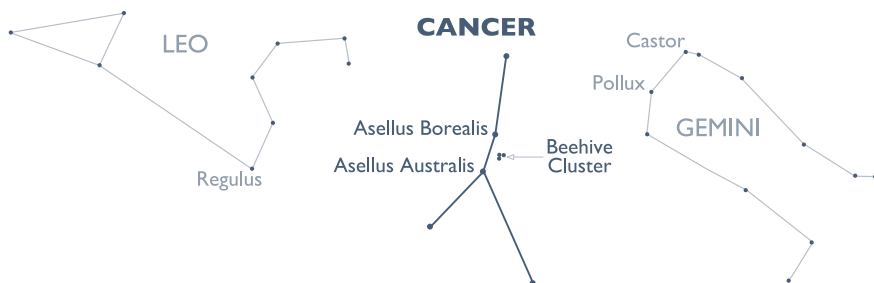 CANCER
LEO
Castor
Pollux
GEMINI
Asellus Borealis
Beehive
Cluster
Asellus Australis
Regulus